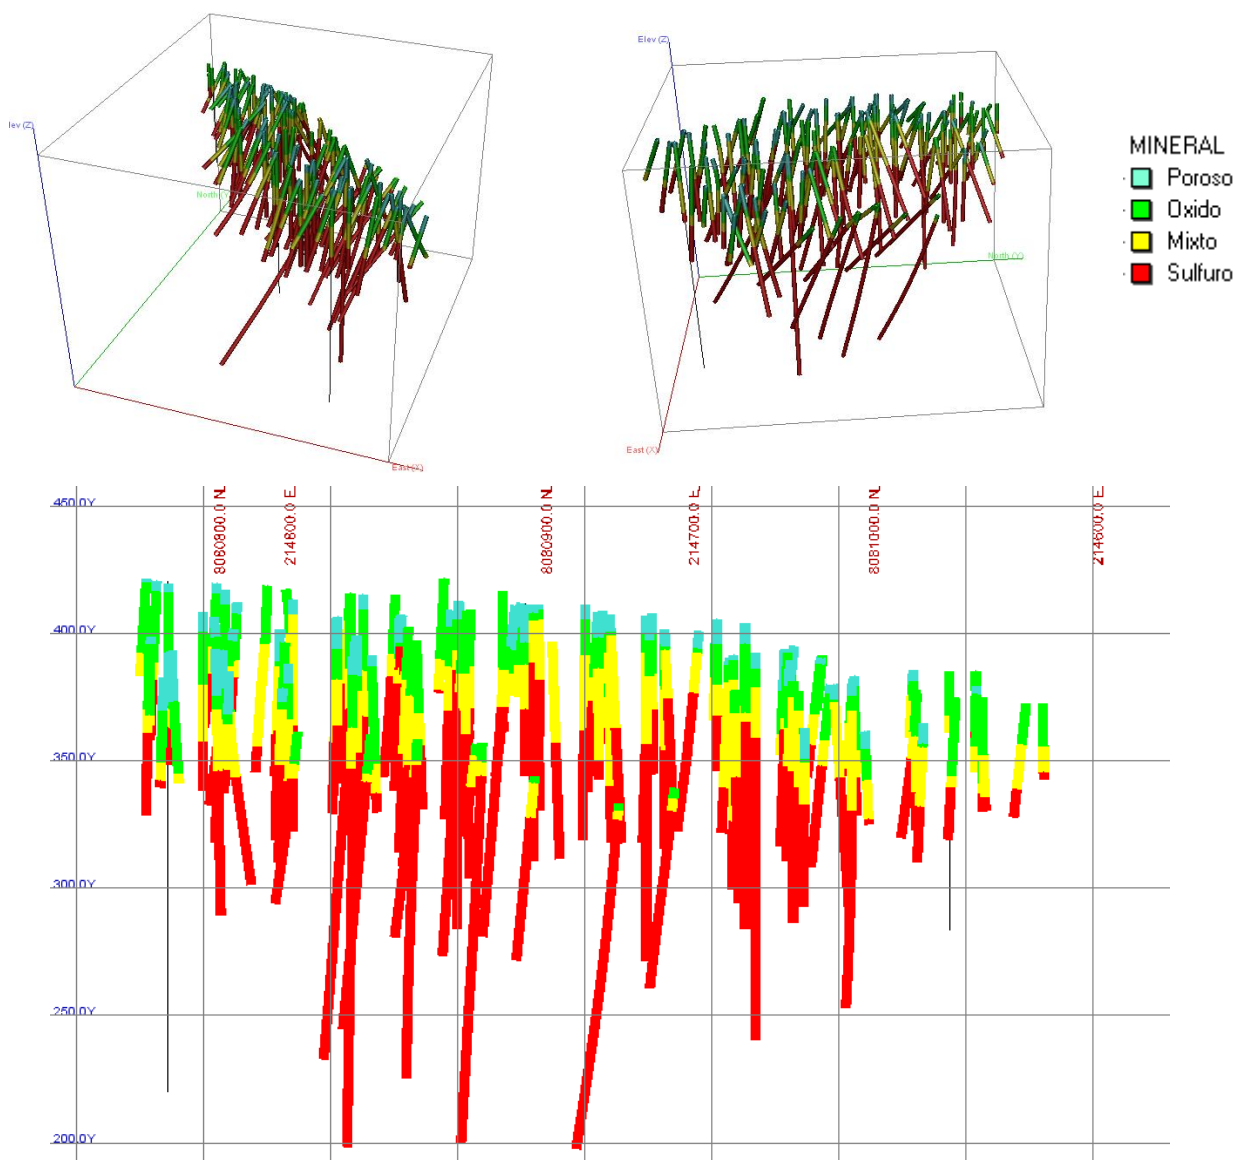 Elev (Z)
lev (Z)
North (Y)
North (Y)
East (X)
East (X)
MINERAL
Poroso
Oxido
Mixto
Sulfuro
450.0Y
400.0Y
350.0Y
300.0Y
250.0Y
200.0Y
8080800.0 N
214800.0 E
8080900.0 N
214700.0 E
8081000.0 N
214600.0 E